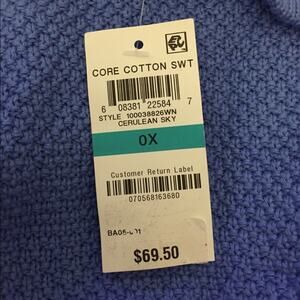 CORE COTTON SWT
6 08381 22584 7
STYLE 100038826WN
CERULEAN SKY
0X
Customer Return Label
070568163680
$69.50